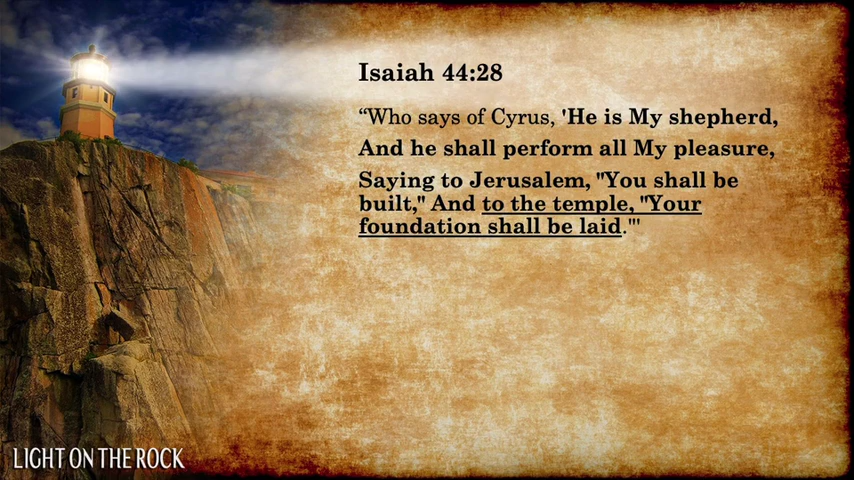 Isaiah 44:28
“Who says of Cyrus, 'He is My shepherd,
And he shall perform all My pleasure,
Saying to Jerusalem, "You shall be
built," And to the temple, "Your
foundation shall be laid."'
LIGHT ON THE ROCK